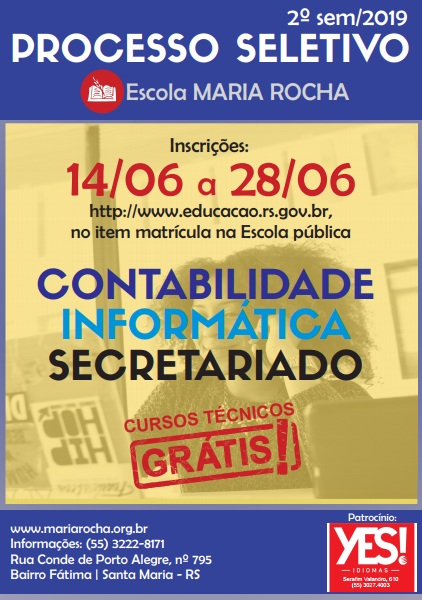 2º sem/2019
PROCESSO SELETIVO
Escola MARIA ROCHA
Inscrições:
14/06 a 28/06
http://www.educacao.rs.gov.br,
no item matrícula na Escola pública
CONTABILIDADE
INFORMÁTICA
SECRETARIADO
CURSOS TÉCNICOS
GRÁTIS!
www.mariarocha.org.br
Informações: (55) 3222-8171
Rua Conde de Porto Alegre, nº 795
Bairro Fátima | Santa Maria - RS
Patrocínio:
YES!
IDIOMAS
Serafim Valandro, 610
(55) 3027.4003